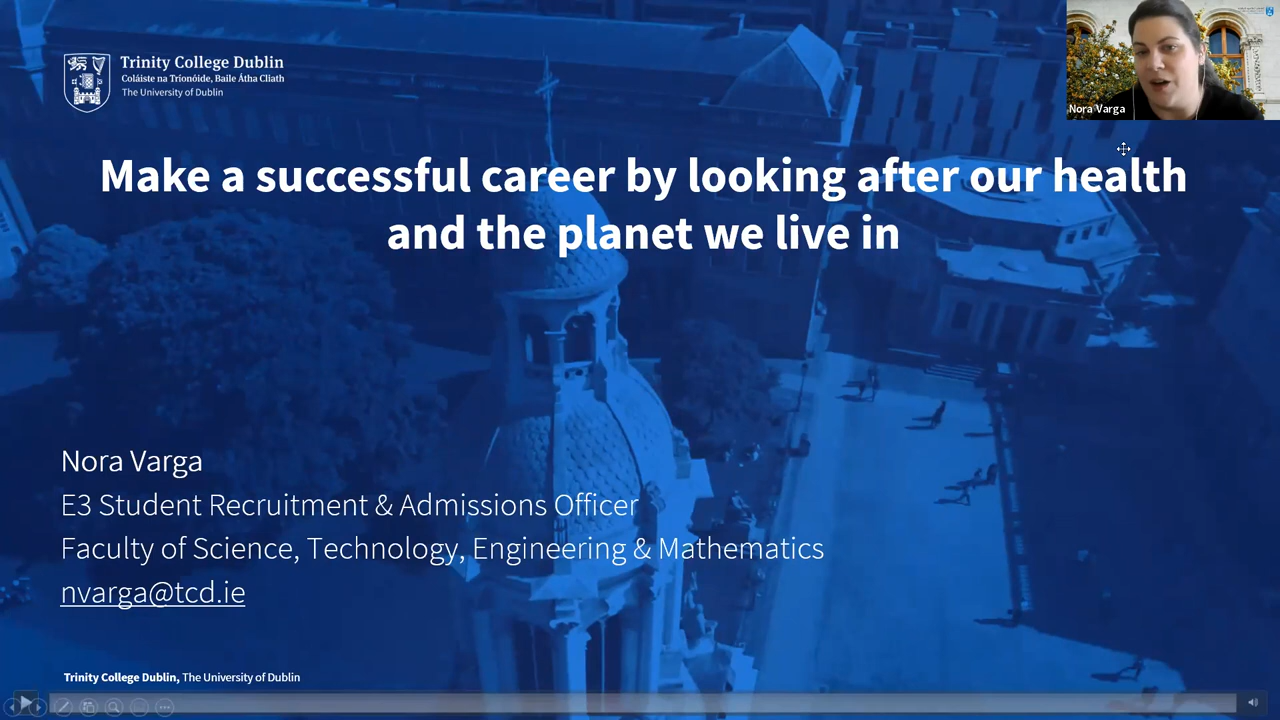 Trinity College Dublin
Coláiste na Tríonóide, Baile Átha Cliath
The University of Dublin
Nora Varga
Make a successful career by looking after our health
and the planet we live in
Nora Varga
E3 Student Recruitment & Admissions Officer
Faculty of Science, Technology, Engineering & Mathematics
nvarga@tcd.ie
Trinity College Dublin, The University of Dublin